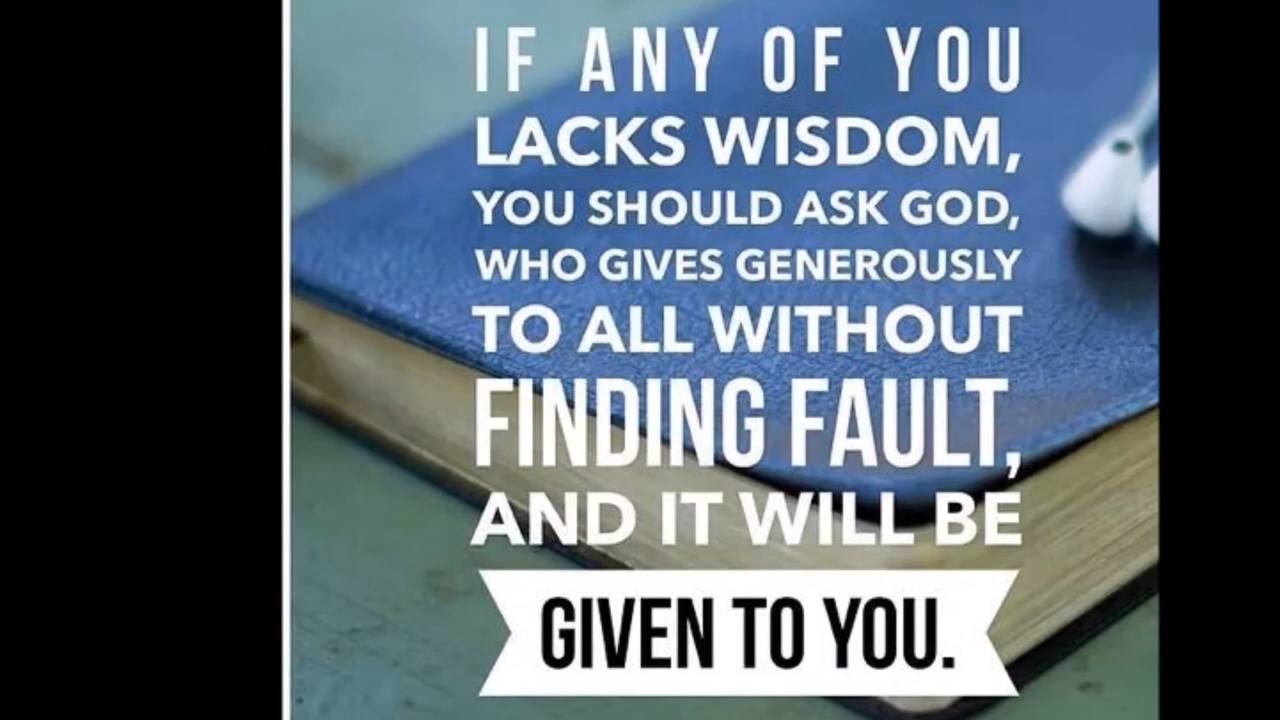 IF ANY OF YOU
LACKS WISDOM,
YOU SHOULD ASK GOD,
WHO GIVES GENEROUSLY
TO ALL WITHOUT
FINDING FAULT,
AND IT WILL BE
GIVEN TO YOU.